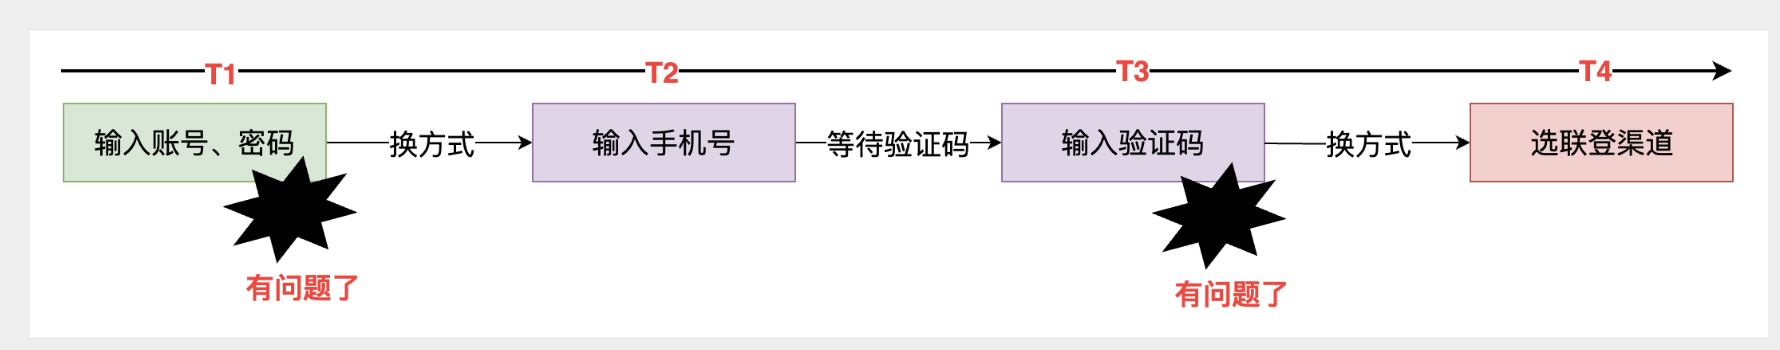 T1
T2
T3
T4
输入账号、密码
换方式
输入手机号
等待验证码
输入验证码
换方式
选联登渠道
有问题了
有问题了